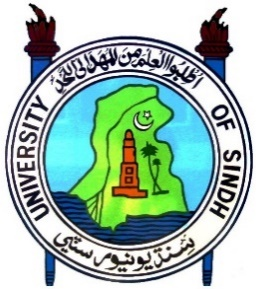 اطلبوا العلم من المهد الى اللحد
UNIVERSITY OF SINDH
سنڌ يونيورسٽي